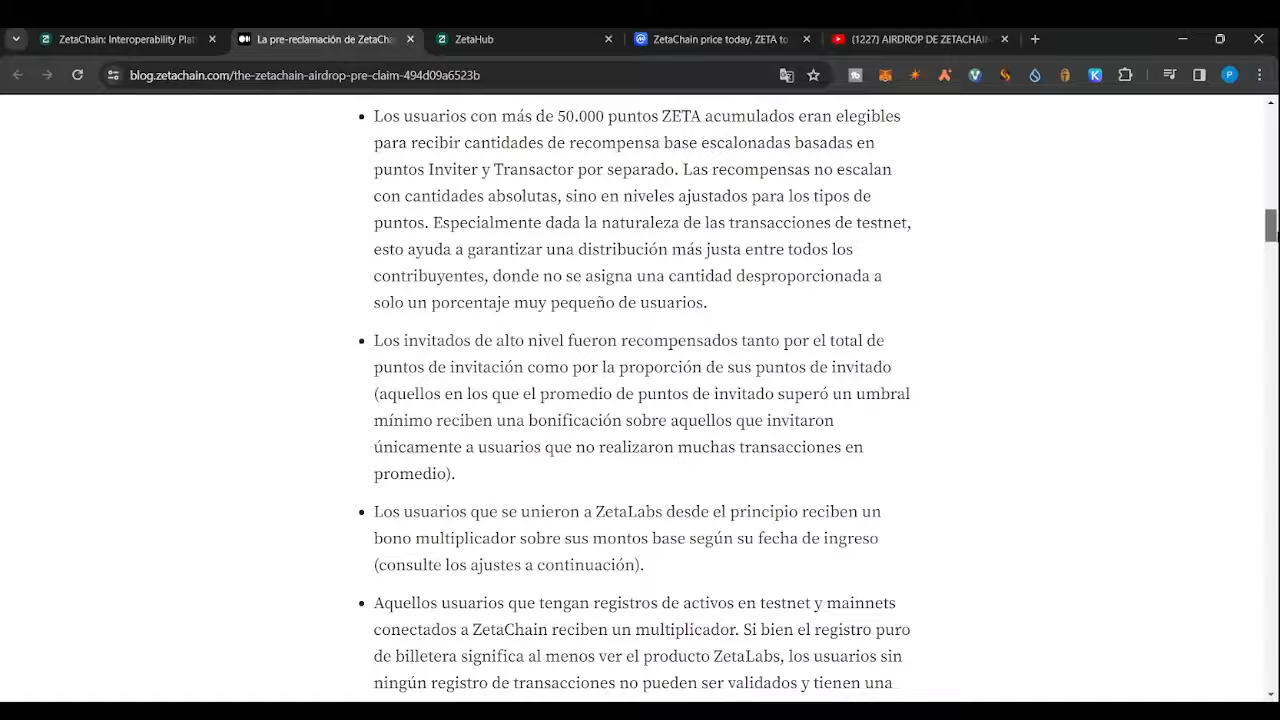 ZetaChain: Interoperability Plat
La pre-reclamación de ZetaCha
ZetaHub
ZetaChain price today, ZETA to
(1227) AIRDROP DE ZETACHAIN
blog.zetachain.com/the-zetachain-airdrop-pre-claim-494d09a6523b
P
Los usuarios con más de 50.000 puntos ZETA acumulados eran elegibles
para recibir cantidades de recompensa base escalonadas basadas en
puntos Inviter y Transactor por separado. Las recompensas no escalan
con cantidades absolutas, sino en niveles ajustados para los tipos de
puntos. Especialmente dada la naturaleza de las transacciones de testnet,
esto ayuda a garantizar una distribución más justa entre todos los
contribuyentes, donde no se asigna una cantidad desproporcionada a
solo un porcentaje muy pequeño de usuarios.
Los invitados de alto nivel fueron recompensados tanto por el total de
puntos de invitación como por la proporción de sus puntos de invitado
(aquellos en los que el promedio de puntos de invitado superó un umbral
mínimo reciben una bonificación sobre aquellos que invitaron
únicamente a usuarios que no realizaron muchas transacciones en
promedio).
Los usuarios que se unieron a ZetaLabs desde el principio reciben un
bono multiplicador sobre sus montos base según su fecha de ingreso
(consulte los ajustes a continuación).
Aquellos usuarios que tengan registros de activos en testnet y mainnets
conectados a ZetaChain reciben un multiplicador. Si bien el registro puro
de billetera significa al menos ver el producto ZetaLabs, los usuarios sin
ningún registro de transacciones no pueden ser validados y tienen una